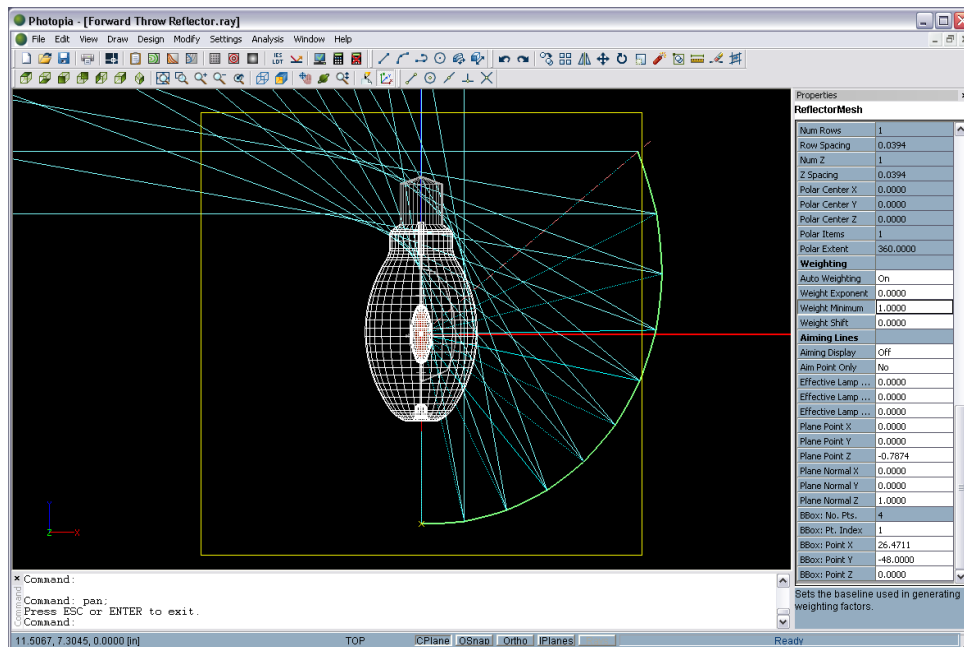 Photopia - [Forward Throw Reflector.ray]
File Edit View Draw Design Modify Settings Analysis Window Help
IES
LDT
Properties
ReflectorMesh
Num Rows 1
Row Spacing 0.0394
Num Z 1
Z Spacing 0.0394
Polar Center X 0.0000
Polar Center Y 0.0000
Polar Center Z 0.0000
Polar Items 1
Polar Extent 360.0000
Weighting
Auto Weighting On
Weight Exponent 0.0000
Weight Minimum 1.0000
Weight Shift 0.0000
Aiming Lines
Aiming Display Off
Aim Point Only No
Effective Lamp ... 0.0000
Effective Lamp ... 0.0000
Effective Lamp ... 0.0000
Plane Point X 0.0000
Plane Point Y 0.0000
Plane Point Z -0.7874
Plane Normal X 0.0000
Plane Normal Y 0.0000
Plane Normal Z 1.0000
BBox: No. Pts. 4
BBox: Pt. Index 1
BBox: Point X 26.4711
BBox: Point Y -48.0000
BBox: Point Z 0.0000
Sets the baseline used in generating
weighting factors.
Z X
Command Line
Command:
Command: pan;
Press ESC or ENTER to exit.
Command:
11.5067, 7.3045, 0.0000 [in] TOP CPlane OSnap Ortho IPlanes Ready